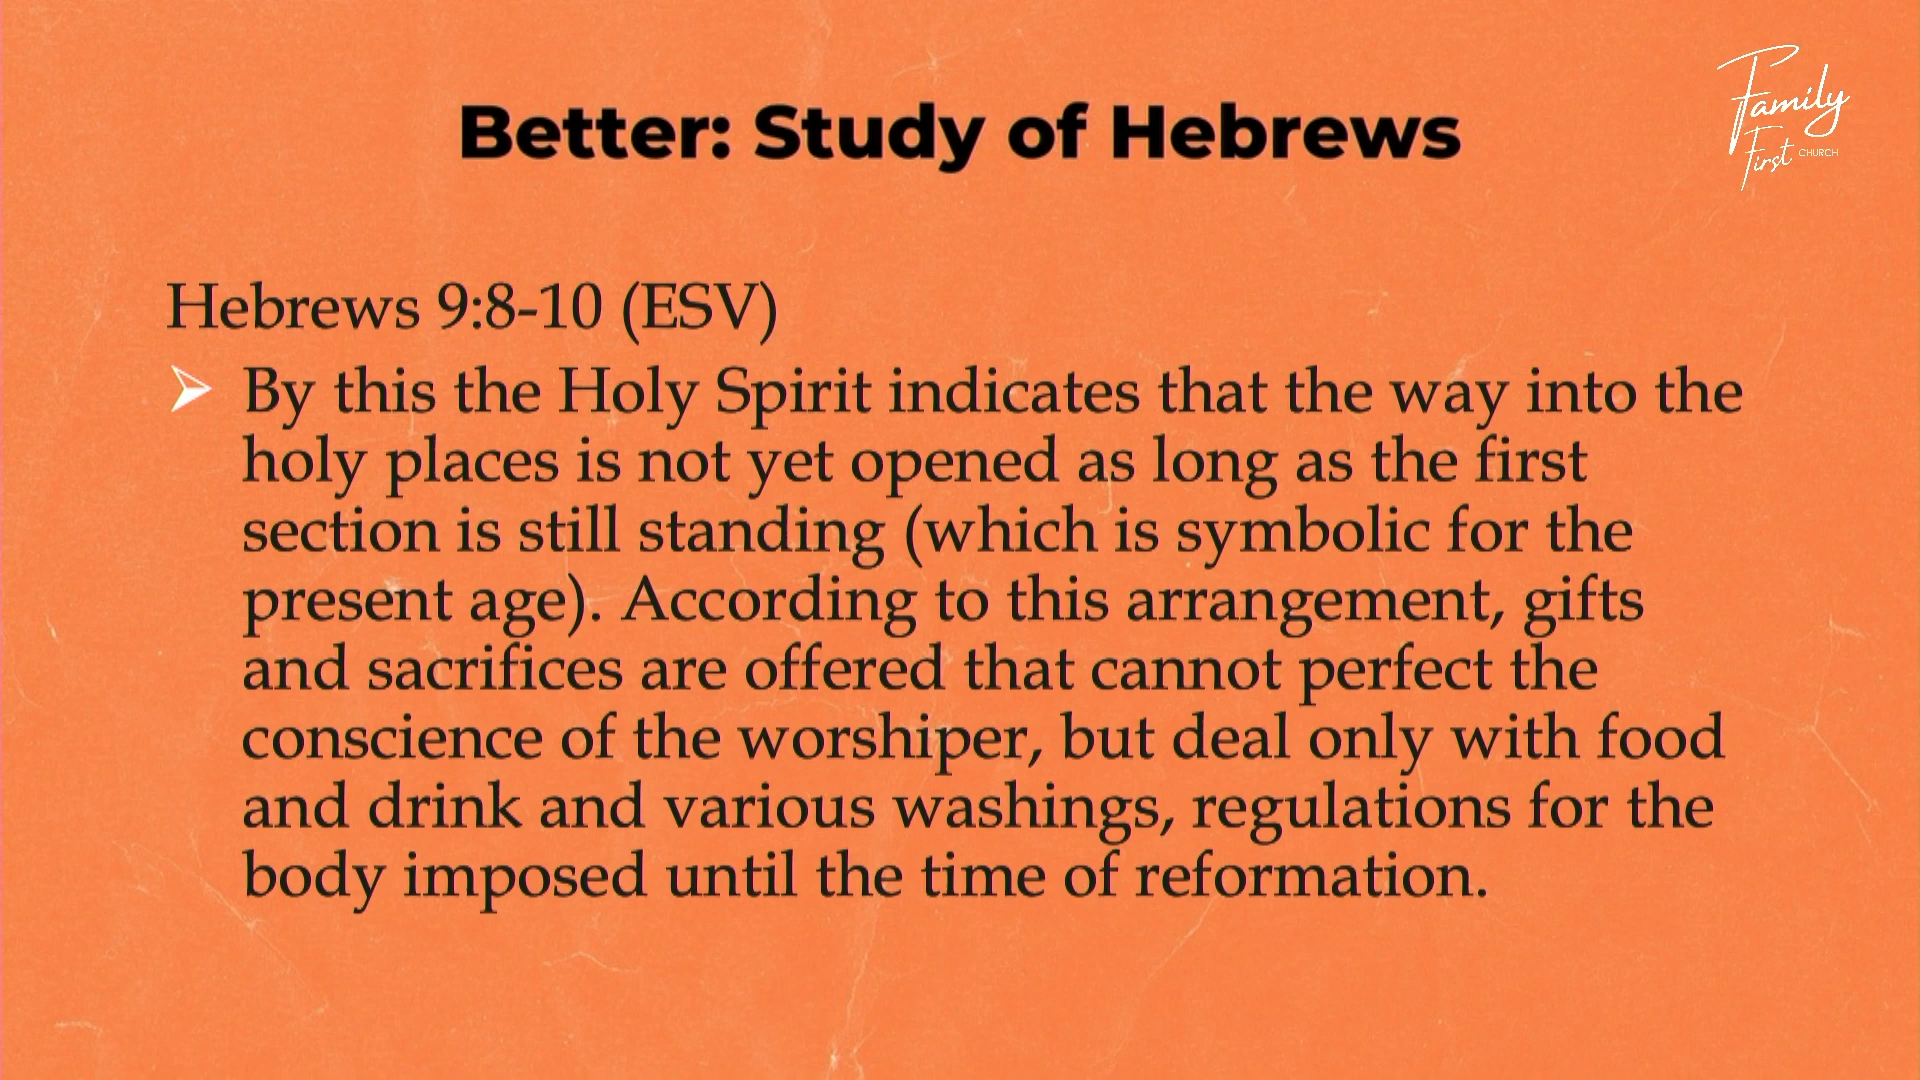 Better: Study of Hebrews
Family
First CHURCH
Hebrews 9:8-10 (ESV)
By this the Holy Spirit indicates that the way into the
holy places is not yet opened as long as the first
section is still standing (which is symbolic for the
present age). According to this arrangement, gifts
and sacrifices are offered that cannot perfect the
conscience of the worshiper, but deal only with food
and drink and various washings, regulations for the
body imposed until the time of reformation.